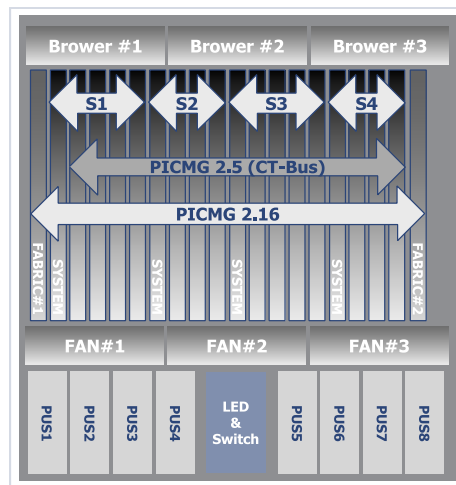 Brower #1 Brower #2 Brower #3
S1 S2 S3 S4
PICMG 2.5 (CT-Bus)
PICMG 2.16
FABRIC#1 SYSTEM SYSTEM SYSTEM SYSTEM FABRIC#2
FAN#1 FAN#2 FAN#3
PUS1 PUS2 PUS3 PUS4 LED & Switch PUS5 PUS6 PUS7 PUS8